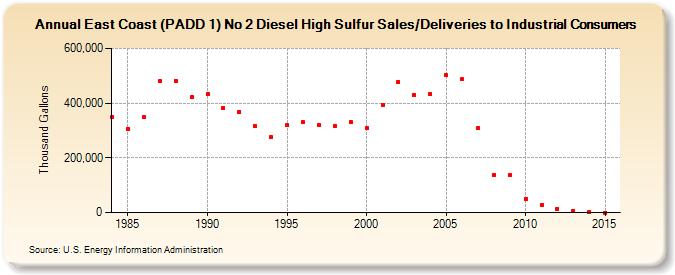 Annual East Coast (PADD 1) No 2 Diesel High Sulfur Sales/Deliveries to Industrial Consumers
Thousand Gallons
600,000
400,000
200,000
0
1985 1990 1995 2000 2005 2010 2015
Source: U.S. Energy Information Administration